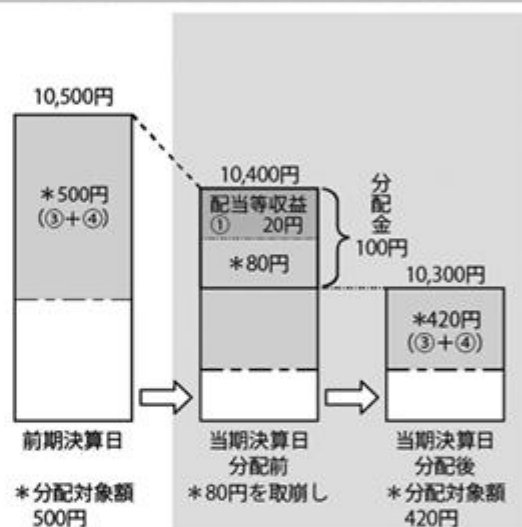 10,500円
＊500円
(③＋④)
前期決算日
＊分配対象額
500円
10,400円
配当等収益
① 20円
＊80円
分配金
100円
当期決算日
分配前
＊80円を取崩し
10,300円
＊420円
(③＋④)
当期決算日
分配後
＊分配対象額
420円